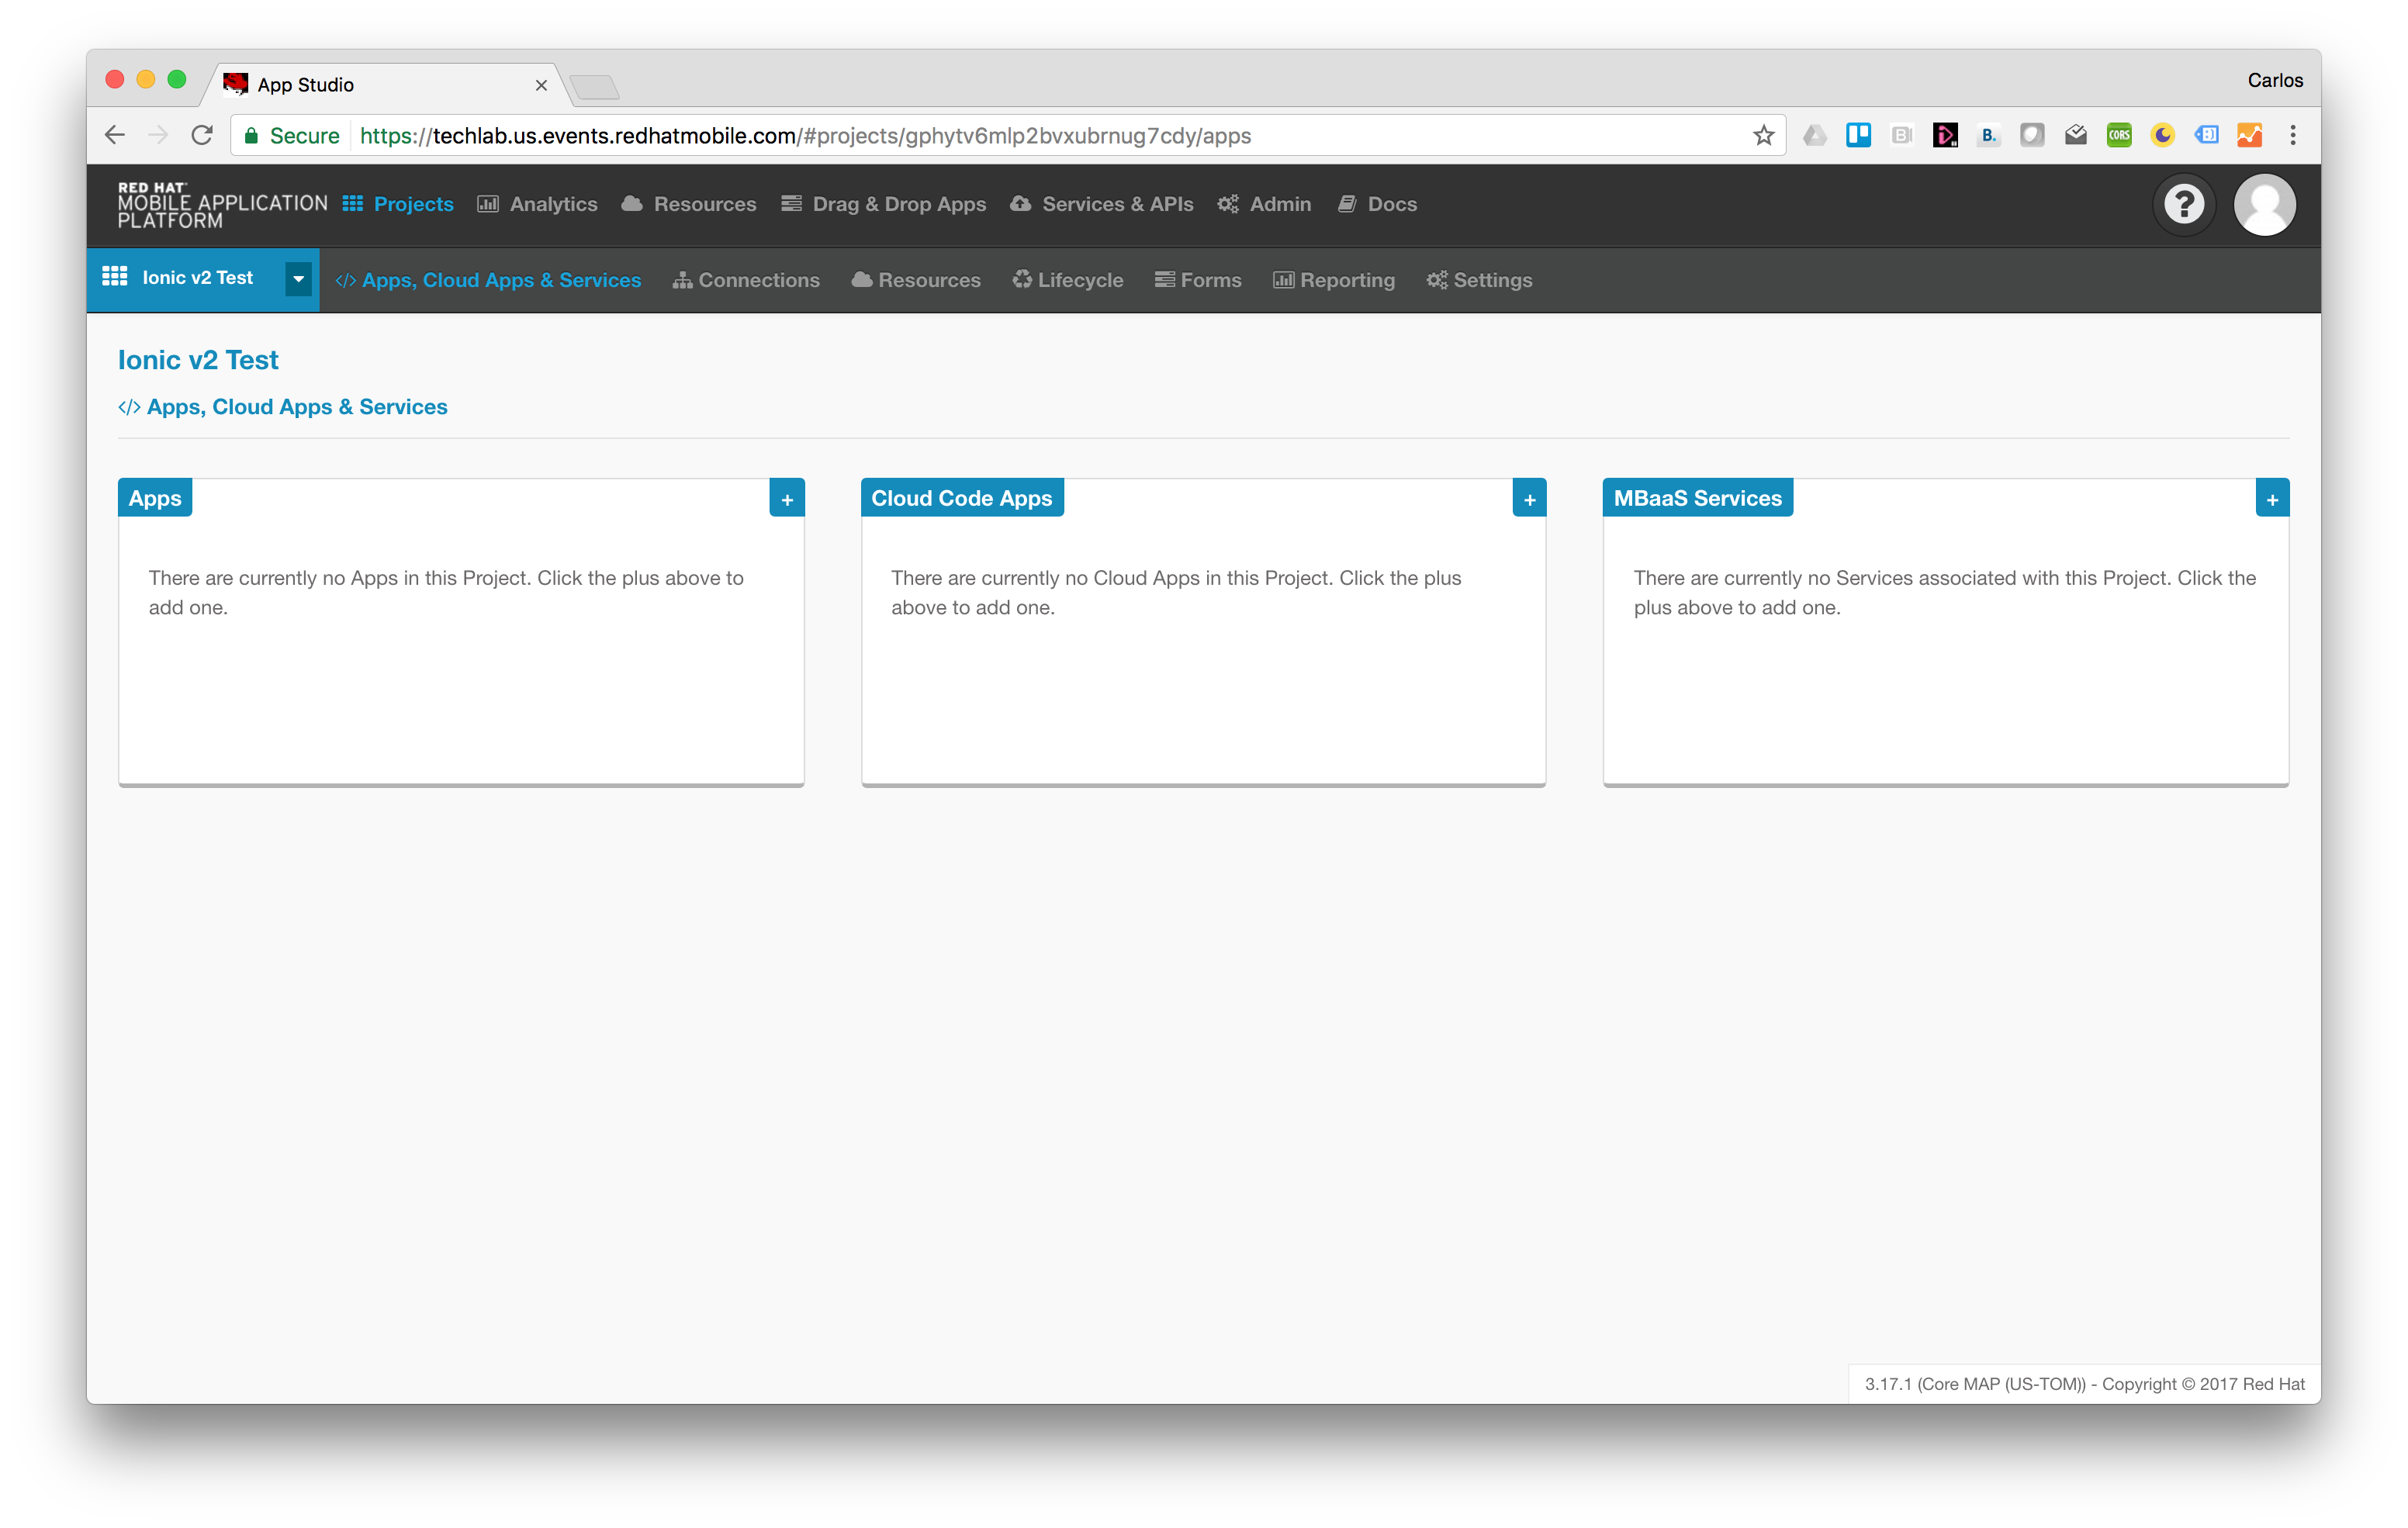 App Studio
Carlos
Secure https://techlab.us.events.redhatmobile.com/#projects/gphytv6mlp2bvxubrnug7cdy/apps
B
B.
CORS
RED HAT
MOBILE APPLICATION
PLATFORM
Projects Analytics Resources Drag & Drop Apps Services & APIs Admin Docs
?
Ionic v2 Test
</> Apps, Cloud Apps & Services Connections Resources Lifecycle Forms Reporting Settings
Ionic v2 Test
</> Apps, Cloud Apps & Services
Apps +
There are currently no Apps in this Project. Click the plus above to
add one.
Cloud Code Apps +
There are currently no Cloud Apps in this Project. Click the plus
above to add one.
MBaaS Services +
There are currently no Services associated with this Project. Click the
plus above to add one.
3.17.1 (Core MAP (US-TOM)) - Copyright © 2017 Red Hat